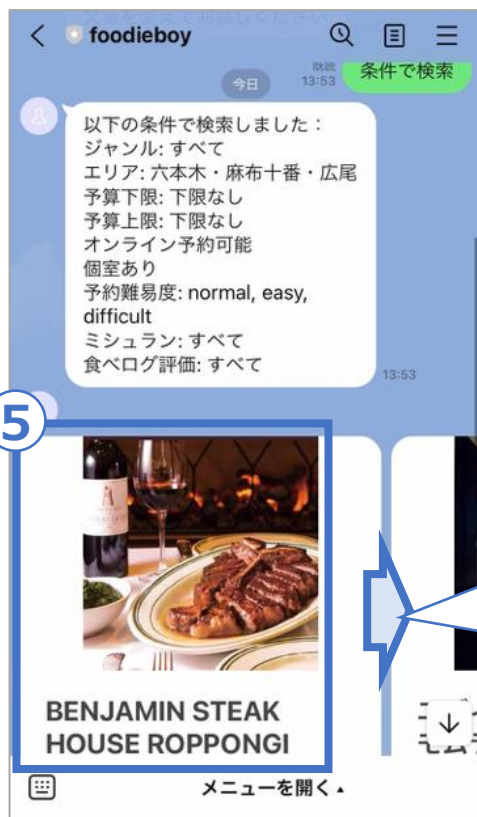 foodieboy
既読
13:53
条件で検索
今日
以下の条件で検索しました：
ジャンル: すべて
エリア: 六本木・麻布十番・広尾
予算下限: 下限なし
予算上限: 下限なし
オンライン予約可能
個室あり
予約難易度: normal, easy,
difficult
ミシュラン: すべて
食べログ評価: すべて
13:53
5
BENJAMIN STEAK
HOUSE ROPPONGI
メニューを開く